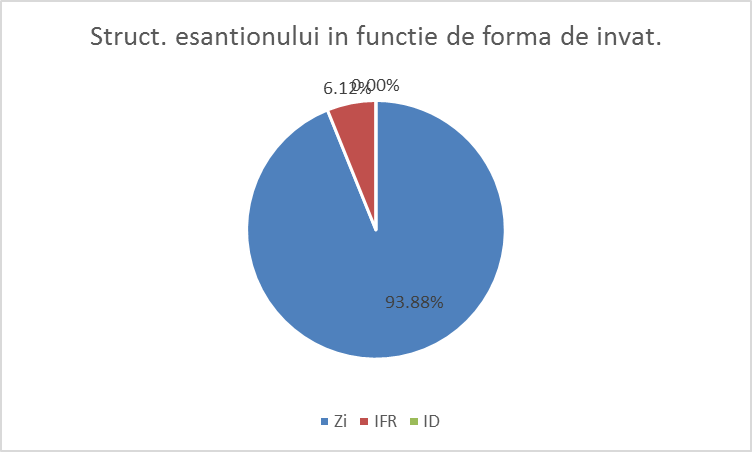 Struct. esantionului in functie de forma de invat.
6.12% 0.00%
93.88%
Zi IFR ID